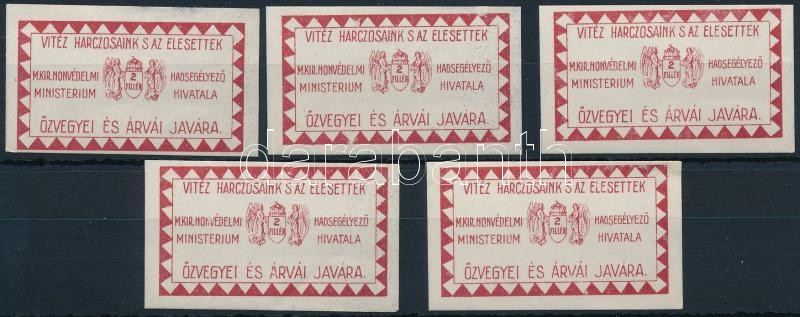 VITÉZ HARCZOSAINK S AZ ELESETTEK
M.KIR.HONVÉDELMI 2 HADSEGÉLYEZŐ
MINISTERIUM FILLÉR HIVATALA
ÖZVEGYEI ÉS ÁRVÁI JAVÁRA.
VITÉZ HARCZOSAINK S AZ ELESETTEK
M.KIR.HONVÉDELMI 2 HADSEGÉLYEZŐ
MINISTERIUM FILLÉR HIVATALA
ÖZVEGYEI ÉS ÁRVÁI JAVÁRA.
VITÉZ HARCZOSAINK S AZ ELESETTEK
M.KIR.HONVÉDELMI 2 HADSEGÉLYEZŐ
MINISTERIUM FILLÉR HIVATALA
ÖZVEGYEI ÉS ÁRVÁI JAVÁRA.
darabanth
VITÉZ HARCZOSAINK S AZ ELESETTEK
M.KIR.HONVÉDELMI 2 HADSEGÉLYEZŐ
MINISTERIUM FILLÉR HIVATALA
ÖZVEGYEI ÉS ÁRVÁI JAVÁRA.
VITÉZ HARCZOSAINK S AZ ELESETTEK
M.KIR.HONVÉDELMI 2 HADSEGÉLYEZŐ
MINISTERIUM FILLÉR HIVATALA
ÖZVEGYEI ÉS ÁRVÁI JAVÁRA.